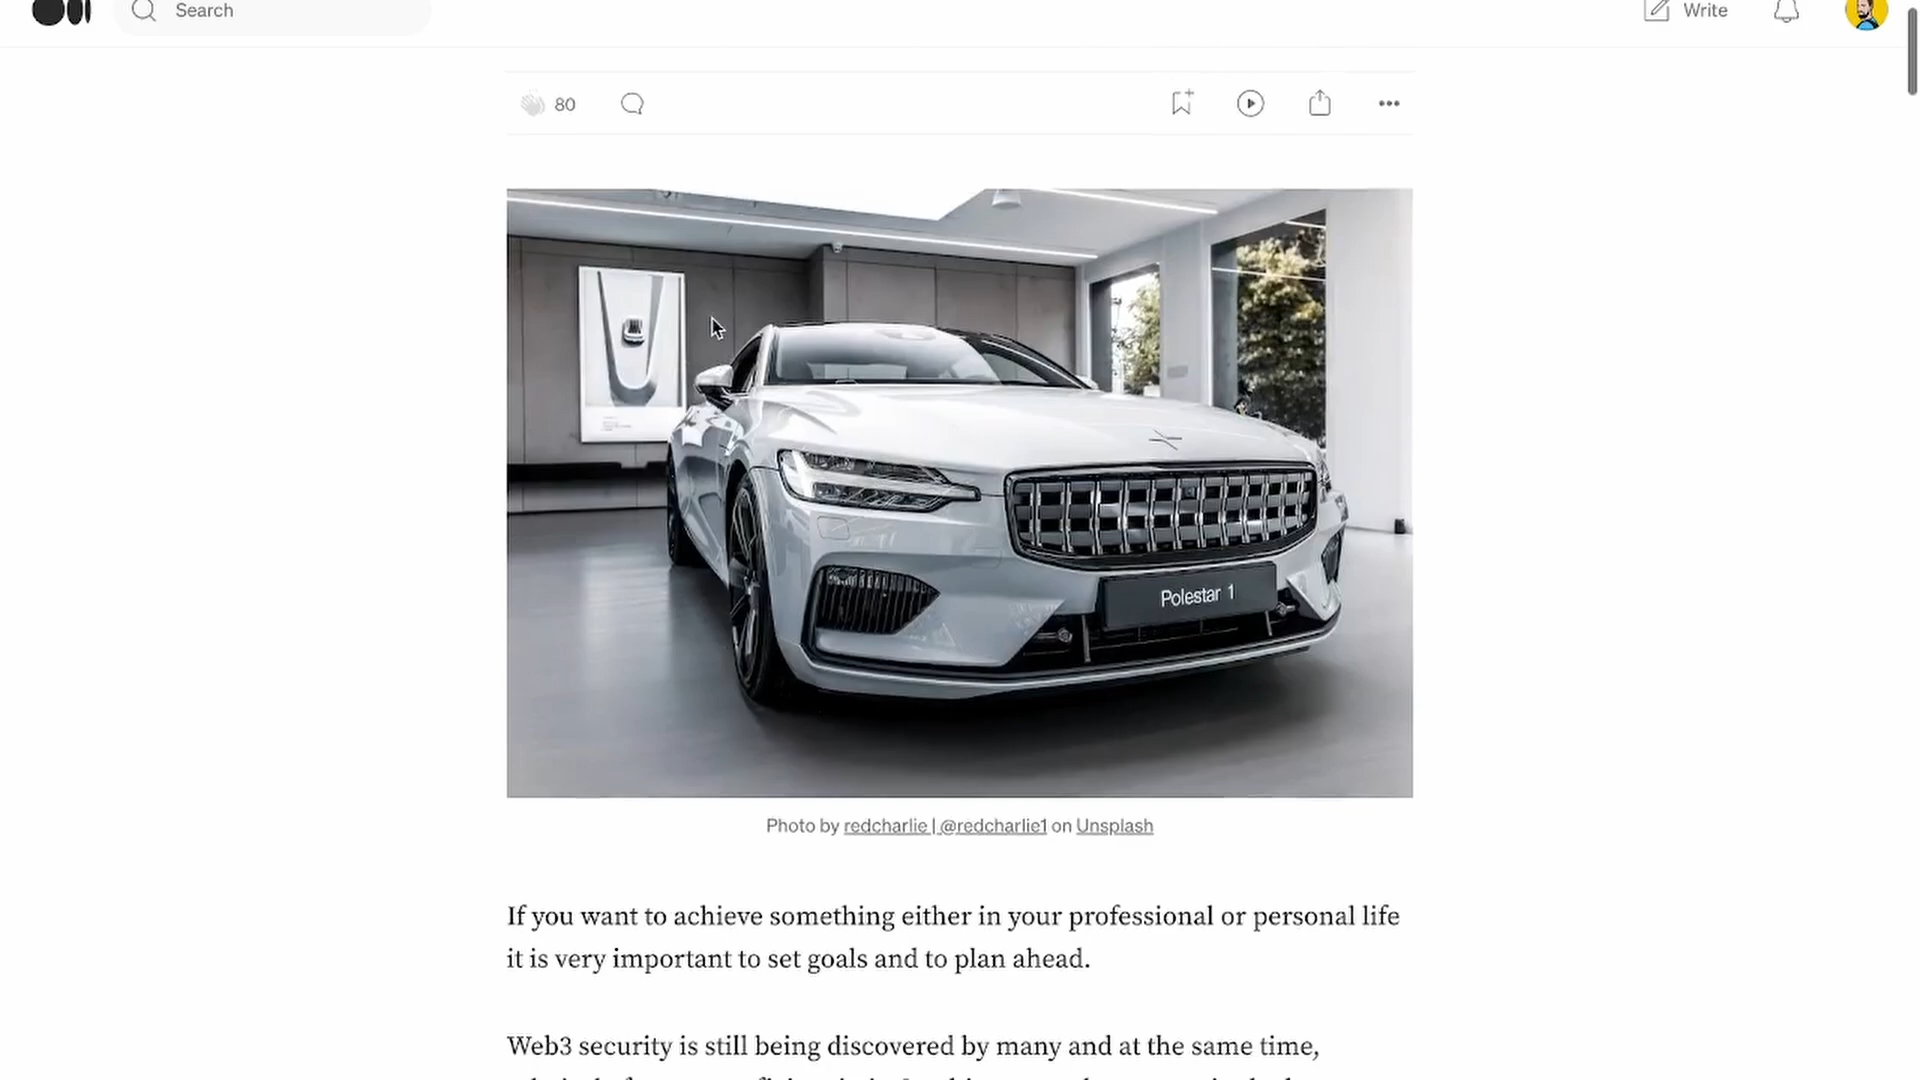 Search
Write
80
Polestar 1
Photo by redcharlie | @redcharlie1 on Unsplash
If you want to achieve something either in your professional or personal life
it is very important to set goals and to plan ahead.
Web3 security is still being discovered by many and at the same time,